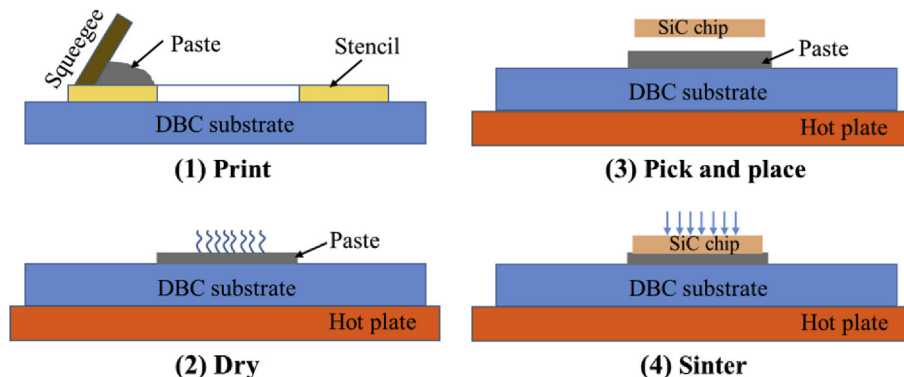 Squeegee
Paste
Stencil
DBC substrate
(1) Print
SiC chip
Paste
DBC substrate
Hot plate
(3) Pick and place
Paste
DBC substrate
Hot plate
(2) Dry
SiC chip
DBC substrate
Hot plate
(4) Sinter